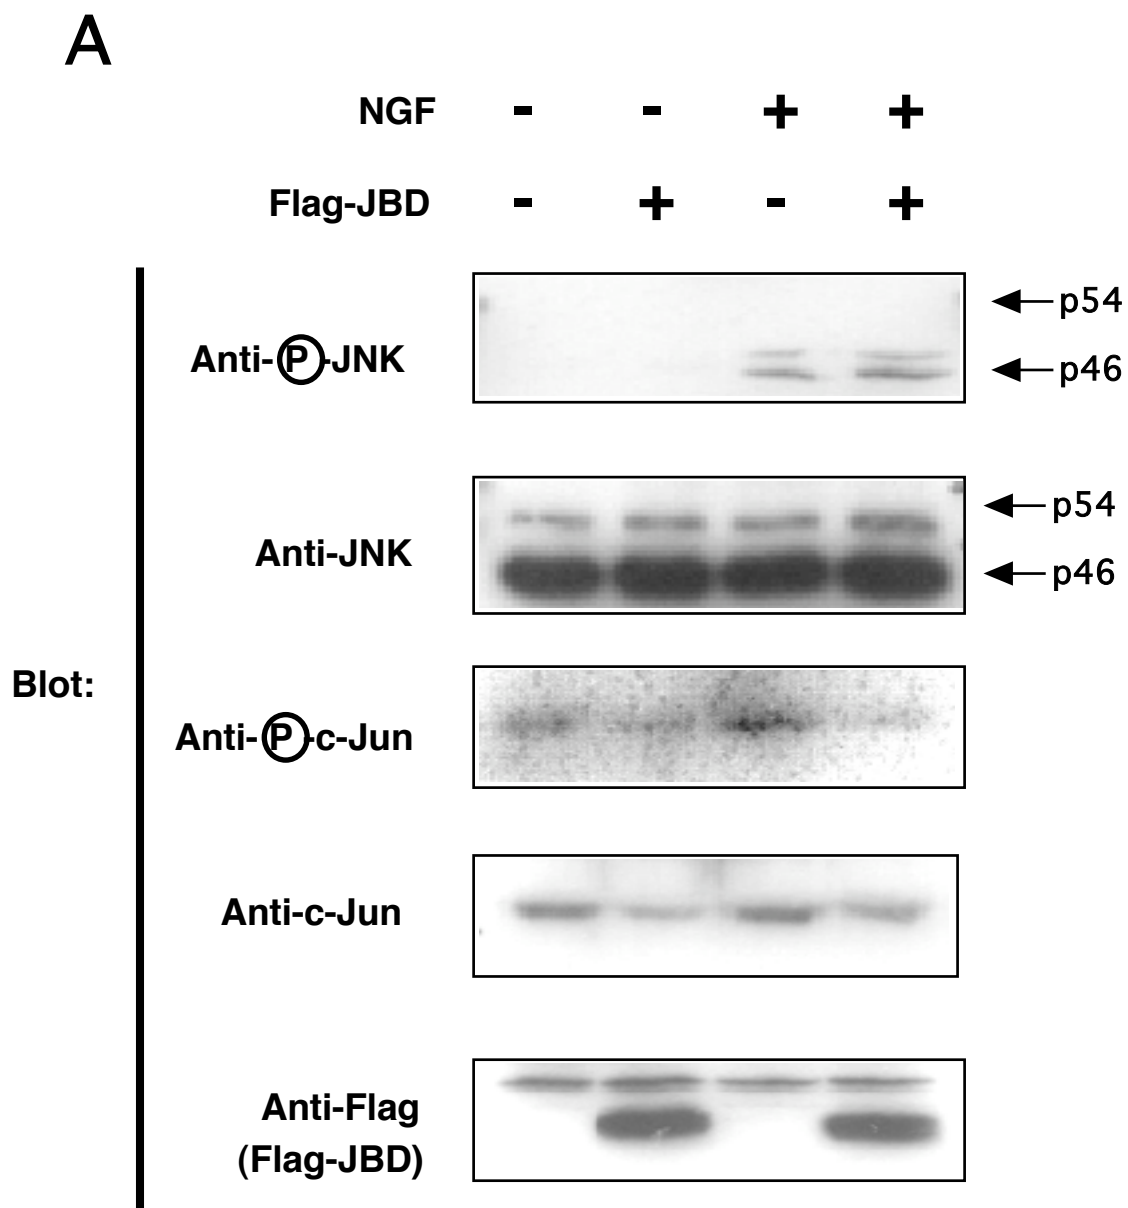 A
NGF - - + +
Flag-JBD - + - +
Anti-P-JNK
p54
p46
Anti-JNK
p54
p46
Blot:
Anti-P-c-Jun
Anti-c-Jun
Anti-Flag
(Flag-JBD)